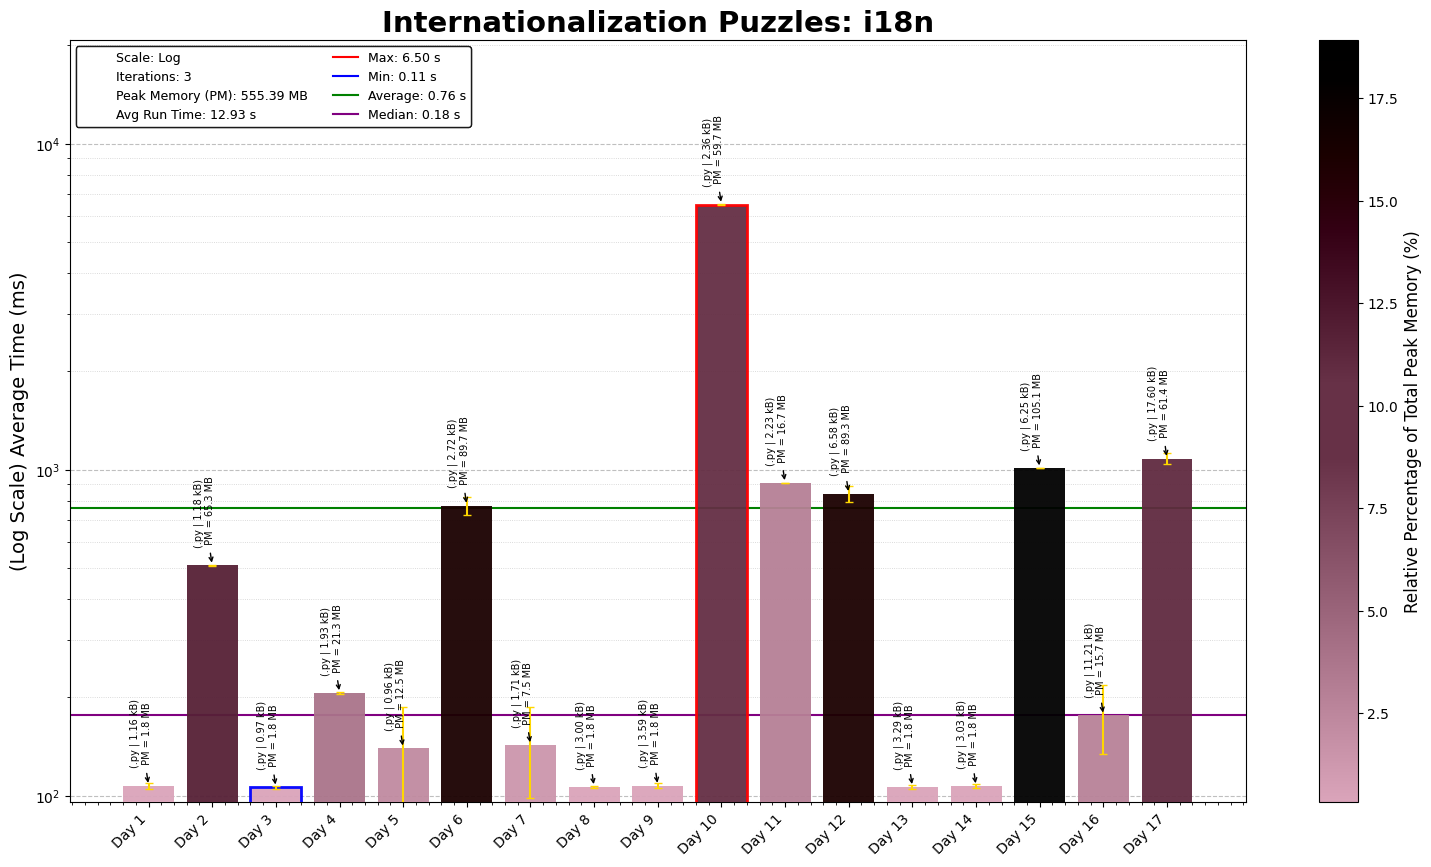 Internationalization Puzzles: i18n
Scale: Log
Iterations: 3
Peak Memory (PM): 555.39 MB
Avg Run Time: 12.93 s
Max: 6.50 s
Min: 0.11 s
Average: 0.76 s
Median: 0.18 s
(Log Scale) Average Time (ms)
10⁴
10³
10²
(.py | 1.16 kB)
PM = 1.8 MB
(.py | 1.18 kB)
PM = 65.3 MB
(.py | 0.97 kB)
PM = 1.8 MB
(.py | 1.93 kB)
PM = 21.3 MB
(.py | 0.96 kB)
PM = 12.5 MB
(.py | 2.72 kB)
PM = 89.7 MB
(.py | 1.71 kB)
PM = 7.5 MB
(.py | 3.00 kB)
PM = 1.8 MB
(.py | 3.59 kB)
PM = 1.8 MB
(.py | 2.36 kB)
PM = 59.7 MB
(.py | 2.23 kB)
PM = 16.7 MB
(.py | 6.58 kB)
PM = 89.3 MB
(.py | 3.29 kB)
PM = 1.8 MB
(.py | 3.03 kB)
PM = 1.8 MB
(.py | 6.25 kB)
PM = 105.1 MB
(.py | 11.21 kB)
PM = 15.7 MB
(.py | 17.60 kB)
PM = 61.4 MB
Day 1
Day 2
Day 3
Day 4
Day 5
Day 6
Day 7
Day 8
Day 9
Day 10
Day 11
Day 12
Day 13
Day 14
Day 15
Day 16
Day 17
17.5
15.0
12.5
10.0
7.5
5.0
2.5
Relative Percentage of Total Peak Memory (%)